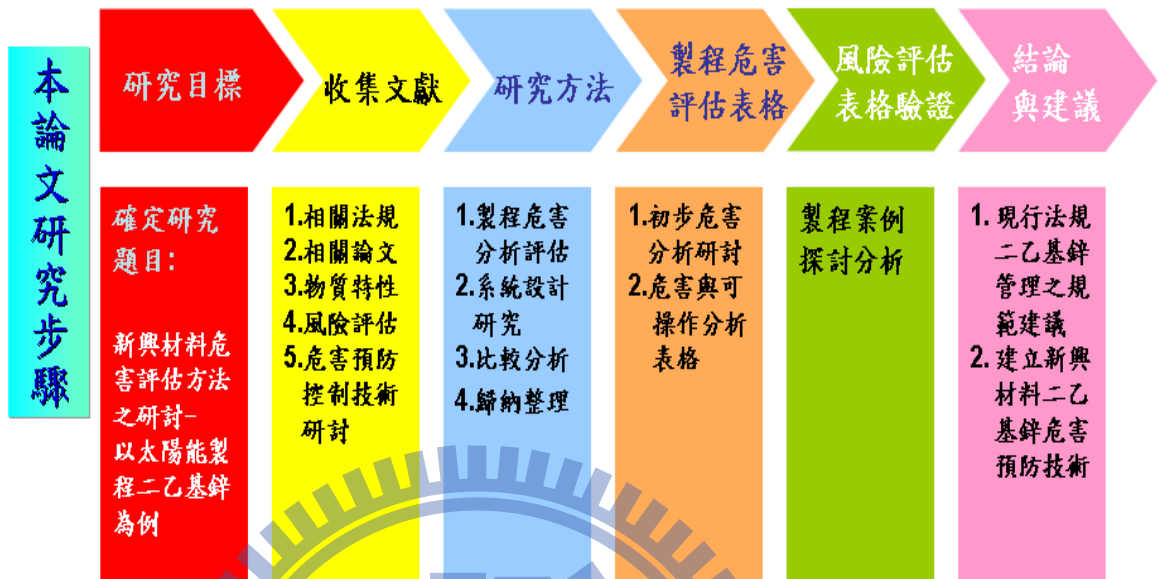 本論文研究步驟
研究目標
收集文獻
研究方法
製程危害
評估表格
風險評估
表格驗證
結論
與建議
確定研究
題目:
新興材料危
害評估方法
之研討-
以太陽能製
程二乙基鋅
為例
1.相關法規
2.相關論文
3.物質特性
4.風險評估
5.危害預防
控制技術
研討
1.製程危害
分析評估
2.系統設計
研究
3.比較分析
4.歸納整理
1.初步危害
分析研討
2.危害與可
操作分析
表格
製程案例
探討分析
1. 現行法規
二乙基鋅
管理之規
範建議
2. 建立新興
材料二乙
基鋅危害
預防技術